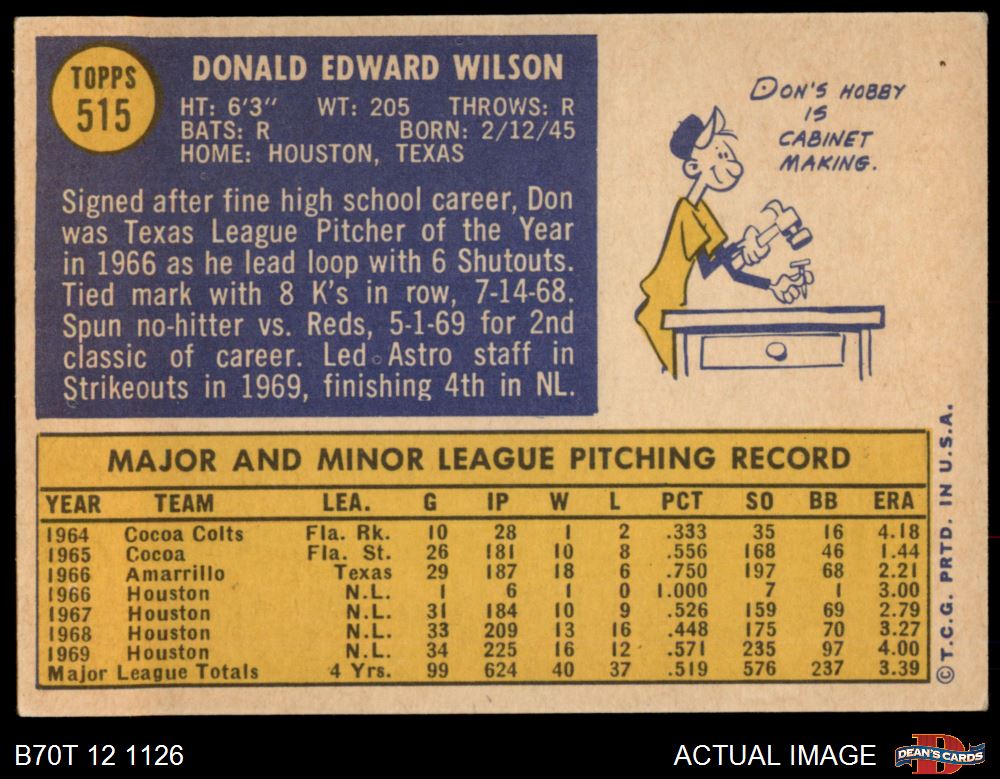 TOPPS
515
DONALD EDWARD WILSON
HT: 6'3" WT: 205 THROWS: R
BATS: R BORN: 2/12/45
HOME: HOUSTON, TEXAS
Signed after fine high school career, Don
was Texas League Pitcher of the Year
in 1966 as he lead loop with 6 Shutouts.
Tied mark with 8 K's in row, 7-14-68.
Spun no-hitter vs. Reds, 5-1-69 for 2nd
classic of career. Led Astro staff in
Strikeouts in 1969, finishing 4th in NL.
DON'S HOBBY
IS
CABINET
MAKING.
MAJOR AND MINOR LEAGUE PITCHING RECORD
YEAR TEAM LEA. G IP W L PCT SO BB ERA
1964 Cocoa Colts Fla. Rk. 10 28 1 2 .333 35 16 4.18
1965 Cocoa Fla. St. 26 181 10 8 .556 168 46 1.44
1966 Amarrillo Texas 29 187 18 6 .750 197 68 2.21
1966 Houston N.L. 1 6 1 0 1.000 7 1 3.00
1967 Houston N.L. 31 184 10 9 .526 159 69 2.79
1968 Houston N.L. 33 209 13 16 .448 175 70 3.27
1969 Houston N.L. 34 225 16 12 .571 235 97 4.00
Major League Totals 4 Yrs. 99 624 40 37 .519 576 237 3.39
© T.C.G. PRTD. IN U.S.A.
B70T 12 1126
ACTUAL IMAGE
D
DEAN'S CARDS